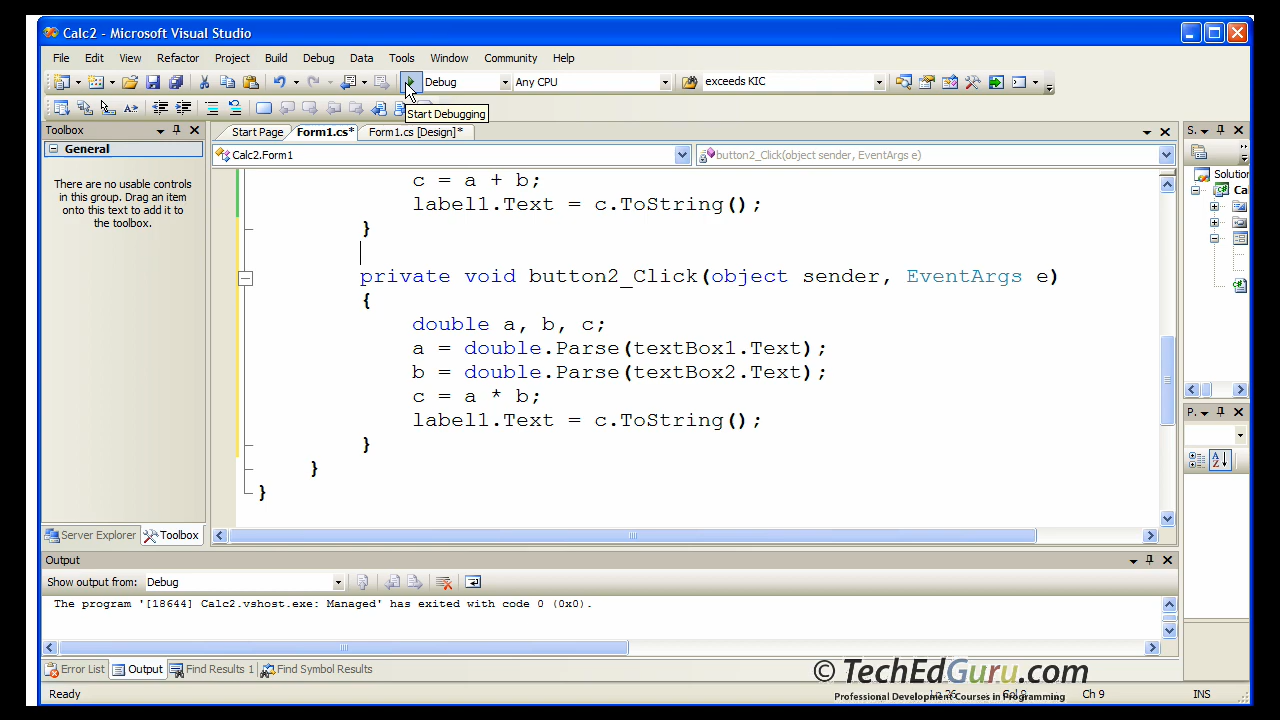 Calc2 - Microsoft Visual Studio
File Edit View Refactor Project Build Debug Data Tools Window Community Help
Debug Any CPU exceeds KIC
Start Debugging
Toolbox
Start Page Form1.cs* Form1.cs [Design]*
S.
General
Calc2.Form1 button2_Click(object sender, EventArgs e)
There are no usable controls
in this group. Drag an item
onto this text to add it to
the toolbox.
Solution
Ca
c = a + b;
label1.Text = c.ToString();
}
private void button2_Click(object sender, EventArgs e)
{
double a, b, c;
a = double.Parse(textBox1.Text);
b = double.Parse(textBox2.Text);
c = a * b;
label1.Text = c.ToString();
}
}
}
P.
Server Explorer Toolbox
Output
Show output from: Debug
The program '[18644] Calc2.vshost.exe: Managed' has exited with code 0 (0x0).
Error List Output Find Results 1 Find Symbol Results
© TechEdGuru.com
Professional Development Courses in Programming
Ready Ch 9 INS